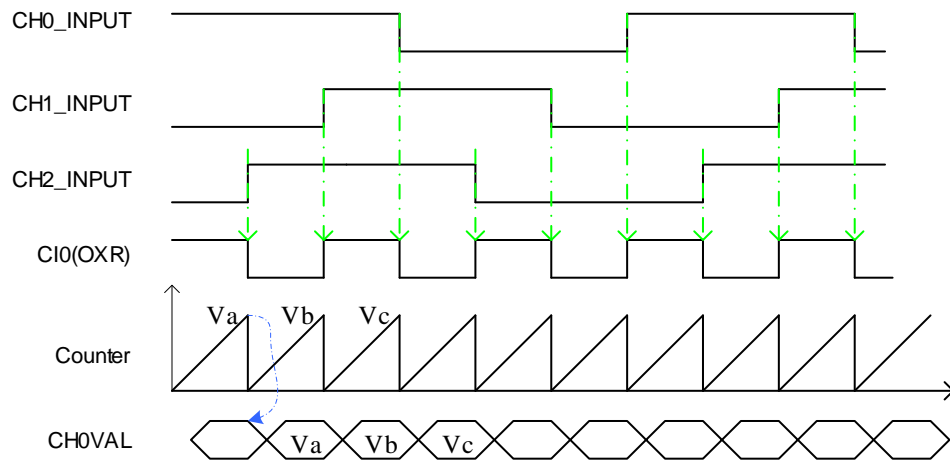 CH0_INPUT
CH1_INPUT
CH2_INPUT
CI0(OXR)
Va Vb Vc
Counter
CH0VAL Va Vb Vc